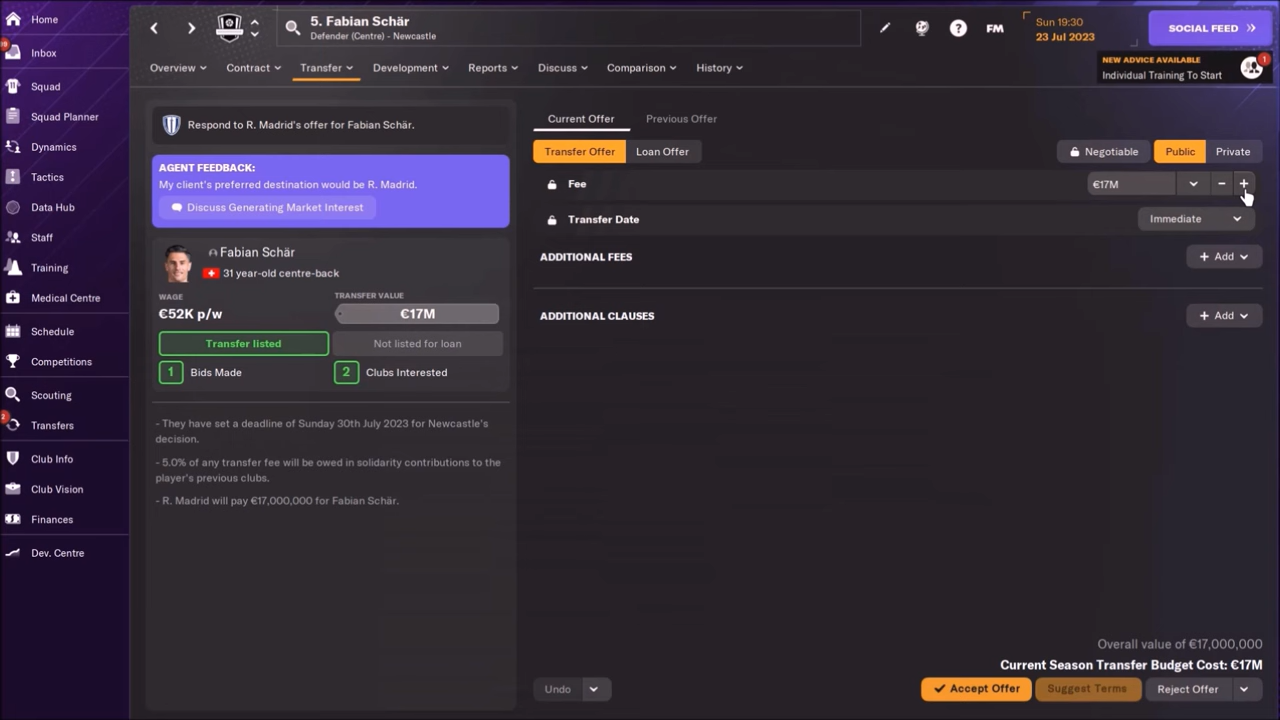 Home
Inbox
Squad
Squad Planner
Dynamics
Tactics
Data Hub
Staff
Training
Medical Centre
Schedule
Competitions
Scouting
2
Transfers
Club Info
Club Vision
Finances
Dev. Centre
5. Fabian Schär
Defender (Centre) - Newcastle
?
FM
Sun 19:30
23 Jul 2023
SOCIAL FEED
Overview
Contract
Transfer
Development
Reports
Discuss
Comparison
History
NEW ADVICE AVAILABLE
Individual Training To Start
1
Respond to R. Madrid's offer for Fabian Schär.
AGENT FEEDBACK:
My client's preferred destination would be R. Madrid.
Discuss Generating Market Interest
Fabian Schär
31 year-old centre-back
WAGE
€52K p/w
TRANSFER VALUE
€17M
Transfer listed
Not listed for loan
1 Bids Made
2 Clubs Interested
- They have set a deadline of Sunday 30th July 2023 for Newcastle's
decision.
- 5.0% of any transfer fee will be owed in solidarity contributions to the
player's previous clubs.
- R. Madrid will pay €17,000,000 for Fabian Schär.
Current Offer
Previous Offer
Transfer Offer
Loan Offer
Negotiable
Public
Private
Fee
€17M
- +
Transfer Date
Immediate
ADDITIONAL FEES
+ Add
ADDITIONAL CLAUSES
+ Add
Overall value of €17,000,000
Current Season Transfer Budget Cost: €17M
Undo
Accept Offer
Suggest Terms
Reject Offer